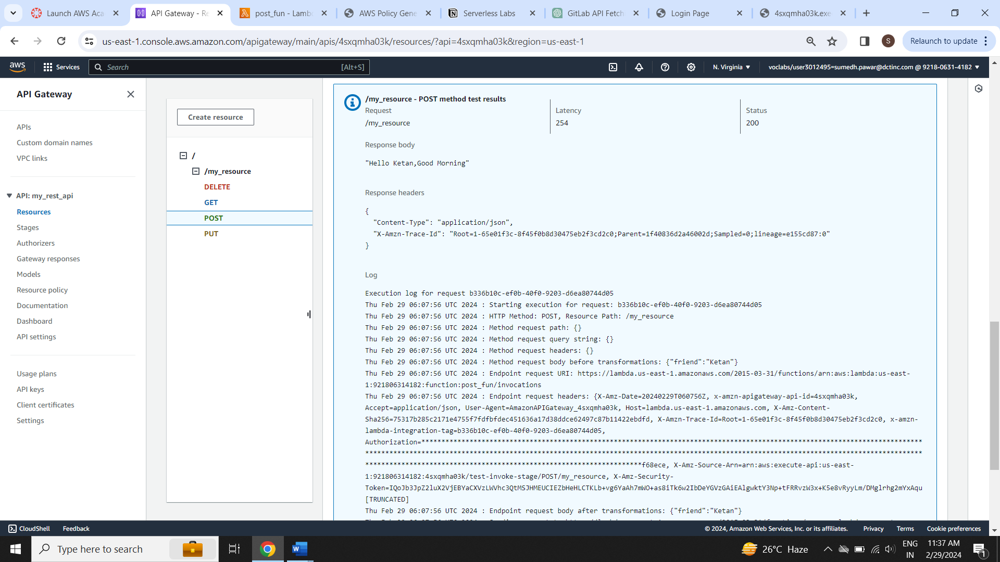 Launch AWS Aca
API Gateway - Re
post_fun - Lambd
AWS Policy Gene
Serverless Labs
GitLab API Fetch
Login Page
4sxqmha03k.exe
us-east-1.console.aws.amazon.com/apigateway/main/apis/4sxqmha03k/resources/?api=4sxqmha03k&region=us-east-1
S
Relaunch to update
aws
Services
Search
[Alt+S]
N. Virginia
voclabs/user3012495=sumedh.pawar@dctinc.com @ 9218-0631-4182
API Gateway
APIs
Custom domain names
VPC links
API: my_rest_api
Resources
Stages
Authorizers
Gateway responses
Models
Resource policy
Documentation
Dashboard
API settings
Usage plans
API keys
Client certificates
Settings
Create resource
/
/my_resource
DELETE
GET
POST
PUT
/my_resource - POST method test results
Request
/my_resource
Latency
254
Status
200
Response body
"Hello Ketan,Good Morning"
Response headers
{
"Content-Type": "application/json",
"X-Amzn-Trace-Id": "Root=1-65e01f3c-8f45f0b8d30475eb2f3cd2c0;Parent=1f40836d2a46002d;Sampled=0;lineage=e155cd87:0"
}
Log
Execution log for request b336b10c-ef0b-40f0-9203-d6ea80744d05
Thu Feb 29 06:07:56 UTC 2024 : Starting execution for request: b336b10c-ef0b-40f0-9203-d6ea80744d05
Thu Feb 29 06:07:56 UTC 2024 : HTTP Method: POST, Resource Path: /my_resource
Thu Feb 29 06:07:56 UTC 2024 : Method request path: {}
Thu Feb 29 06:07:56 UTC 2024 : Method request query string: {}
Thu Feb 29 06:07:56 UTC 2024 : Method request headers: {}
Thu Feb 29 06:07:56 UTC 2024 : Method request body before transformations: {"friend":"Ketan"}
Thu Feb 29 06:07:56 UTC 2024 : Endpoint request URI: https://lambda.us-east-1.amazonaws.com/2015-03-31/functions/arn:aws:lambda:us-east-
1:921806314182:function:post_fun/invocations
Thu Feb 29 06:07:56 UTC 2024 : Endpoint request headers: {X-Amz-Date=20240229T060756Z, x-amzn-apigateway-api-id=4sxqmha03k,
Accept=application/json, User-Agent=AmazonAPIGateway_4sxqmha03k, Host=lambda.us-east-1.amazonaws.com, X-Amz-Content-
Sha256=75317b285c2171e4755f7fdfbfdec451636a17d38ddce62497c87b11422ebdfd, X-Amzn-Trace-Id=Root=1-65e01f3c-8f45f0b8d30475eb2f3cd2c0, x-amzn-
lambda-integration-tag=b336b10c-ef0b-40f0-9203-d6ea80744d05,
Authorization=*****************************************************************************************************************************
*******************************************************************************************************************************************
*********************************************************************f68ece, X-Amz-Source-Arn=arn:aws:execute-api:us-east-
1:921806314182:4sxqmha03k/test-invoke-stage/POST/my_resource, X-Amz-Security-
Token=IQoJb3JpZ2luX2VjEBYaCXVzLWVhc3QtMSJHMEUCIEZbHeHLCTKLb+vg6YaAh7mWO+as8iTk6w2IbDeYGVzGAiEAlgwktY3Np+tFRRvzW3x+K5e8vRyyLm/DMglrhg2mYxAqu
[TRUNCATED]
Thu Feb 29 06:07:56 UTC 2024 : Endpoint request body after transformations: {"friend":"Ketan"}
CloudShell
Feedback
© 2024, Amazon Web Services, Inc. or its affiliates.
Privacy
Terms
Cookie preferences
Type here to search
26°C Haze
ENG
IN
11:37 AM
2/29/2024
1